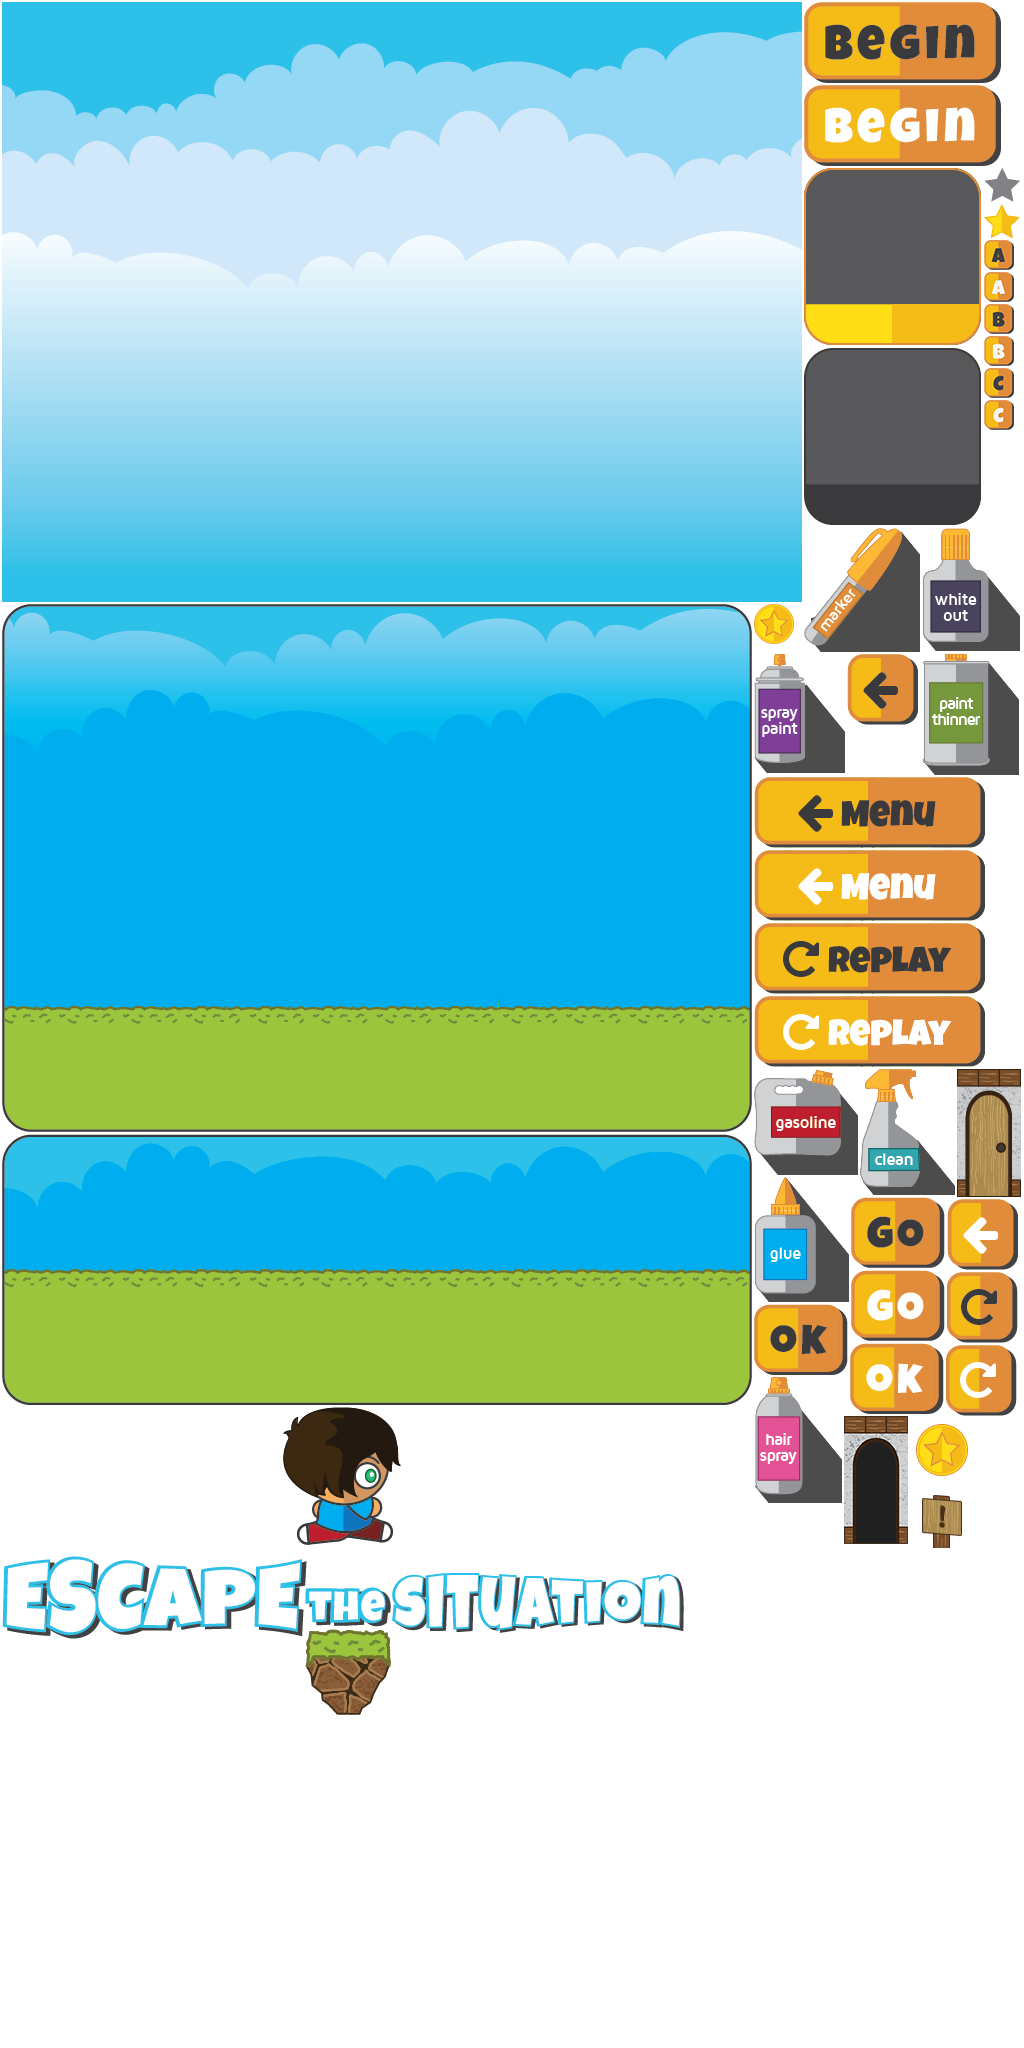 BEGIN
BEGIN
A
A
B
B
C
C
marker
white
out
spray
paint
paint
thinner
Menu
Menu
REPLAY
REPLAY
gasoline
clean
glue
GO
GO
OK
OK
hair
spray
!
ESCAPE THE SITUATION